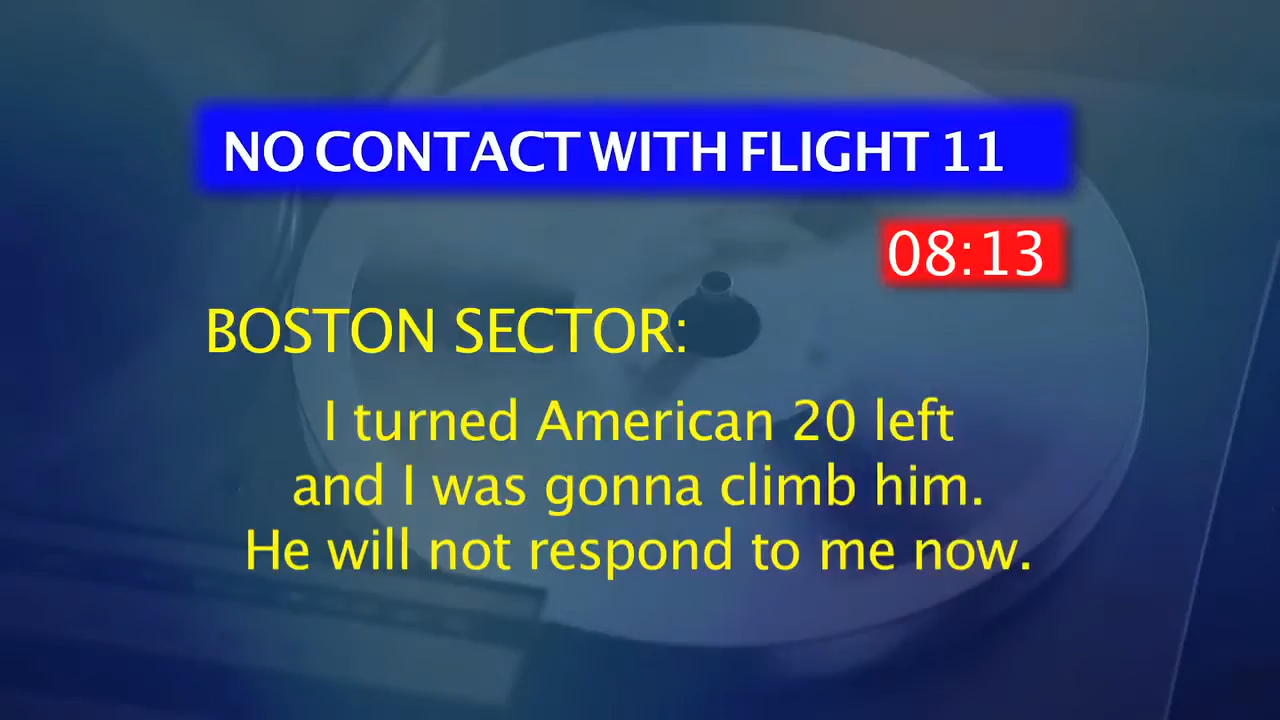 NO CONTACT WITH FLIGHT 11
08:13
BOSTON SECTOR:
I turned American 20 left
and I was gonna climb him.
He will not respond to me now.